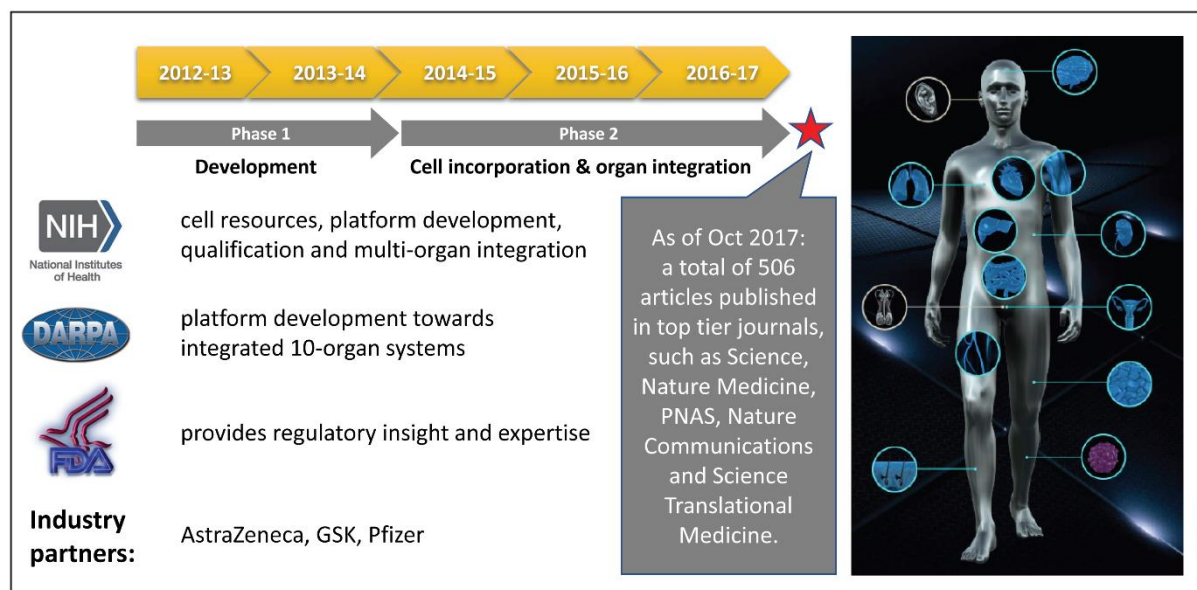 2012-13
2013-14
2014-15
2015-16
2016-17
Phase 1
Phase 2
Development
Cell incorporation & organ integration
NIH
National Institutes
of Health
cell resources, platform development,
qualification and multi-organ integration
DARPA
platform development towards
integrated 10-organ systems
FDA
provides regulatory insight and expertise
Industry
partners:
AstraZeneca, GSK, Pfizer
As of Oct 2017:
a total of 506
articles published
in top tier journals,
such as Science,
Nature Medicine,
PNAS, Nature
Communications
and Science
Translational
Medicine.